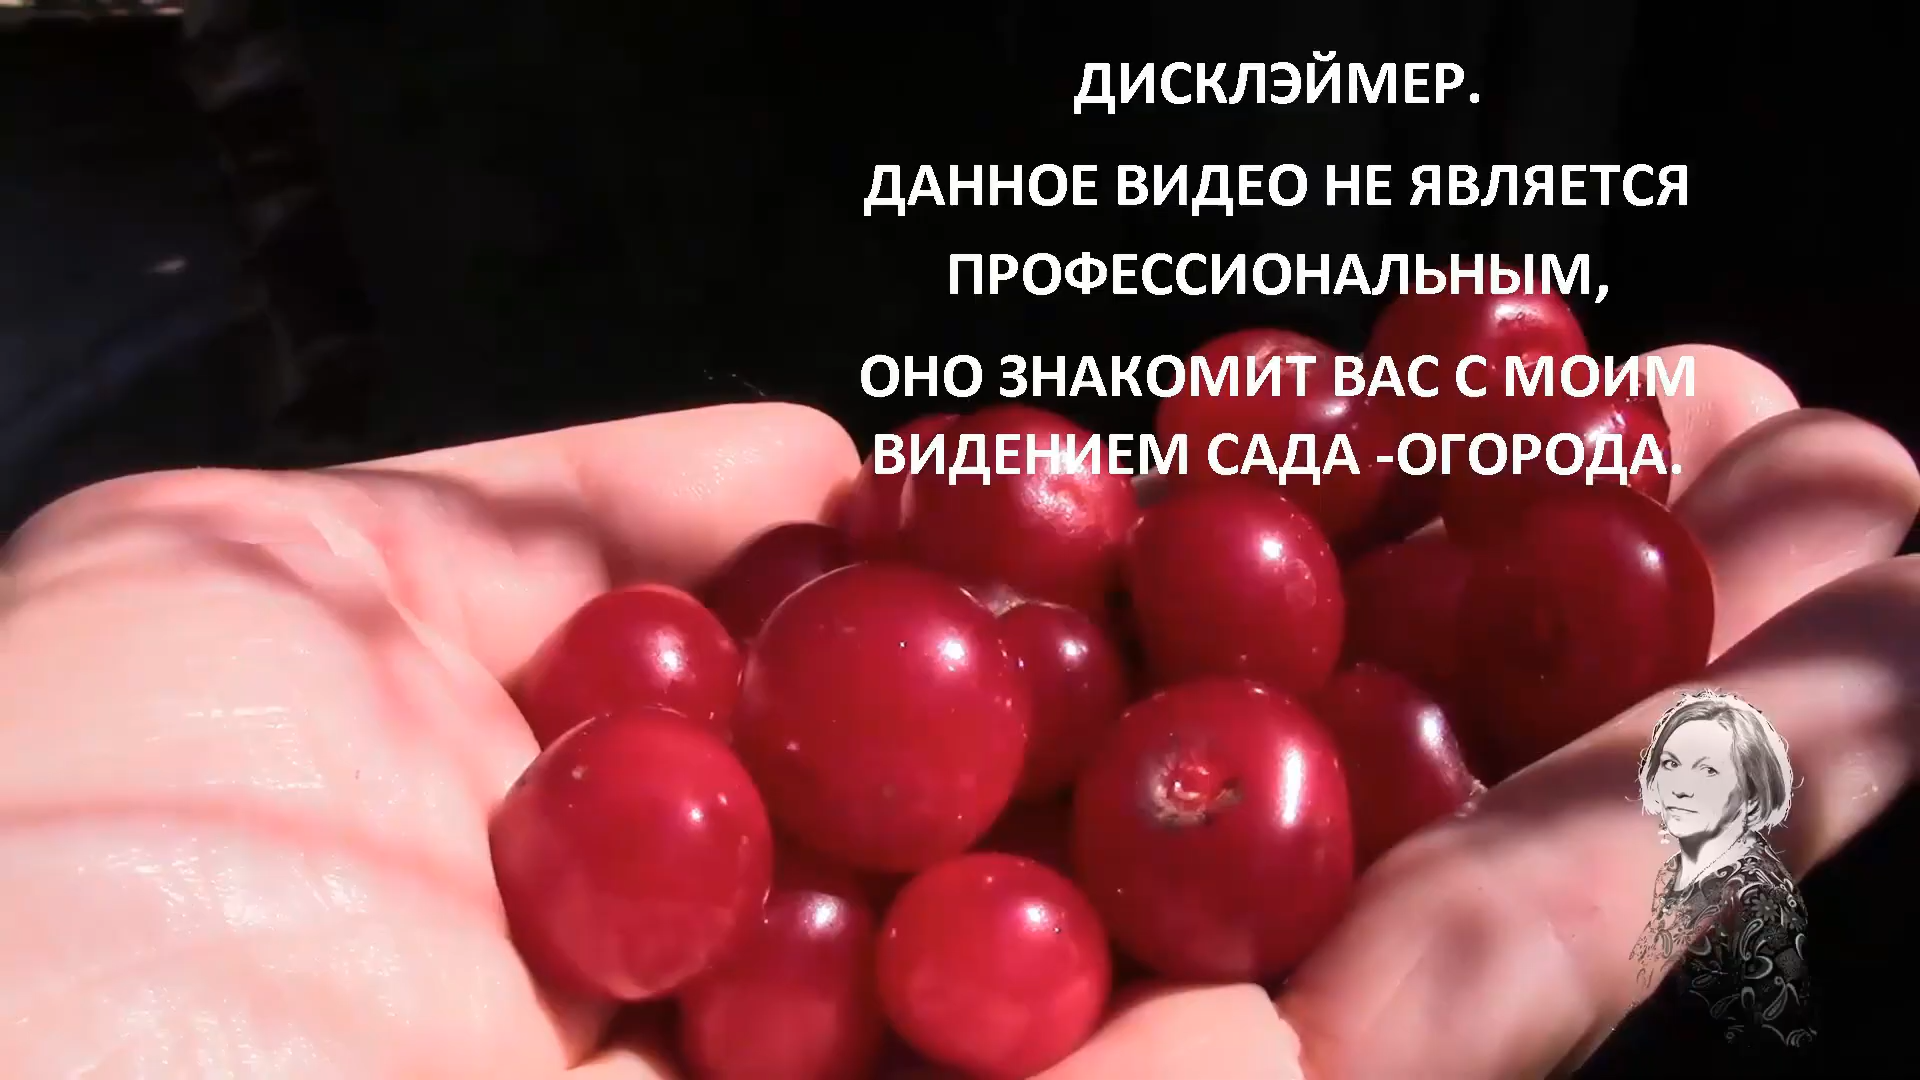 ДИСКЛЭЙМЕР.
ДАННОЕ ВИДЕО НЕ ЯВЛЯЕТСЯ
ПРОФЕССИОНАЛЬНЫМ,
ОНО ЗНАКОМИТ ВАС С МОИМ
ВИДЕНИЕМ САДА -ОГОРОДА.